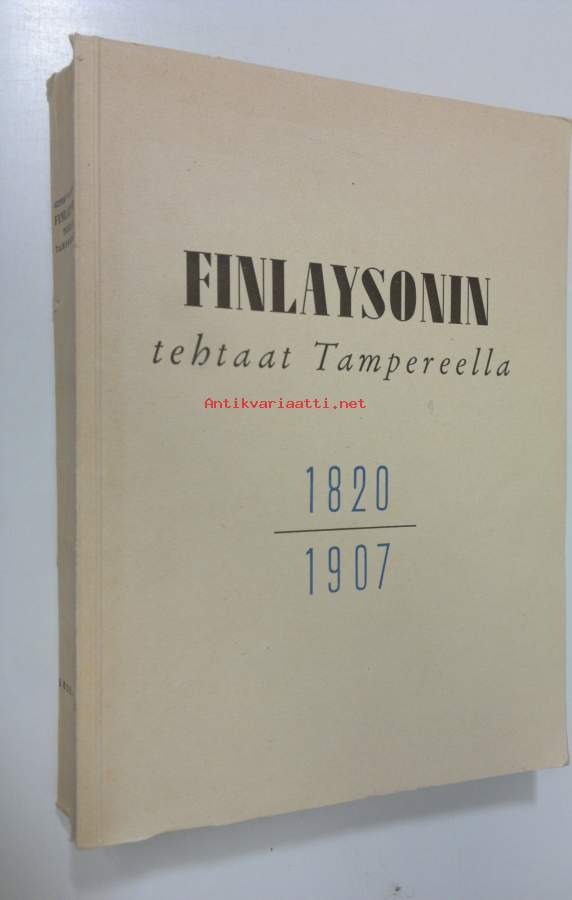 FINLAYSONIN
tehtaat Tampereella
Antikvariaatti.net
1820
1907